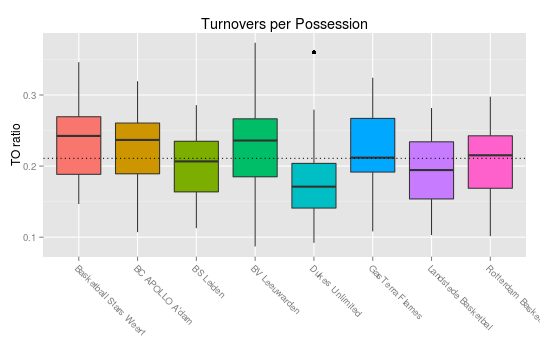 Turnovers per Possession
TO ratio
0.3
0.2
0.1
Basketball Stars Weert
BC APOLLO A'dam
BS Leiden
BV Leeuwarden
Dukes Unlimited
GasTerra Flames
Landstede Basketbal
Rotterdam Baske